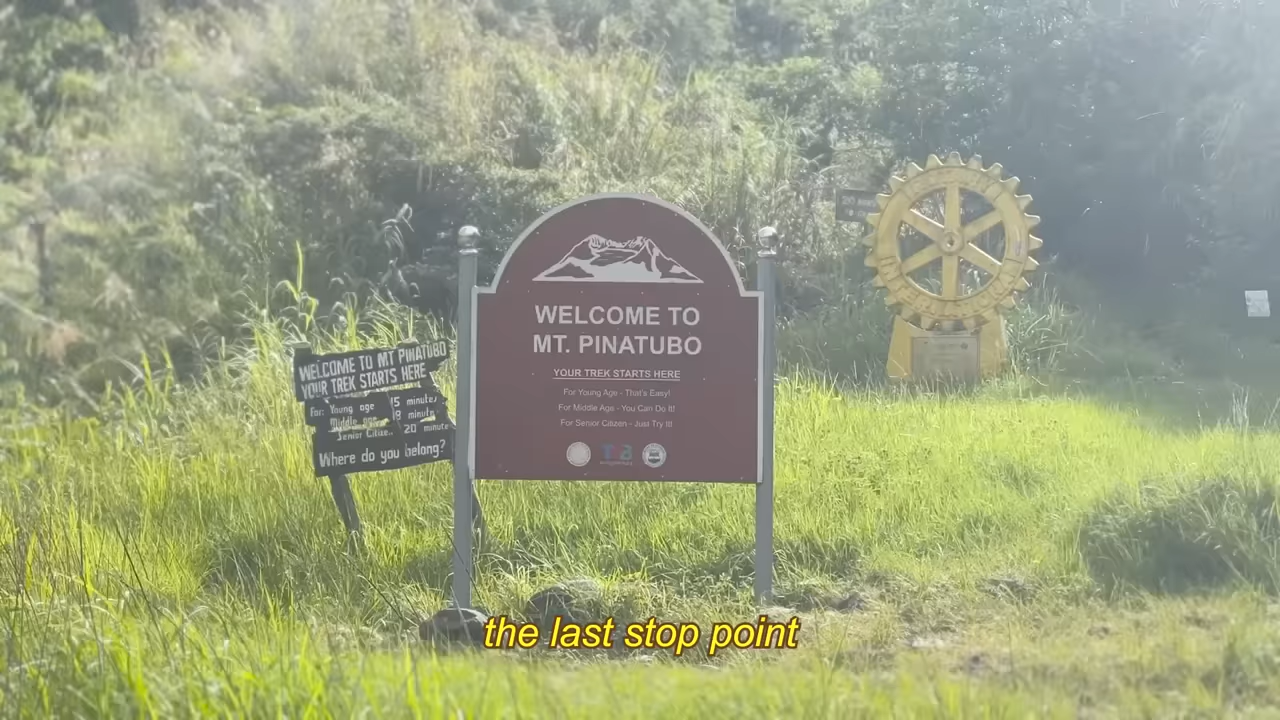 WELCOME TO
MT. PINATUBO
YOUR TREK STARTS HERE
For Young Age - That's Easy!
For Middle Age - You Can Do It!
For Senior Citizen - Just Try It!
WELCOME TO MT PINATUBO
YOUR TREK STARTS HERE
For: Young age 15 minutes
Middle age 18 minutes
Senior Citizen 20 minute
Where do you belong?
the last stop point